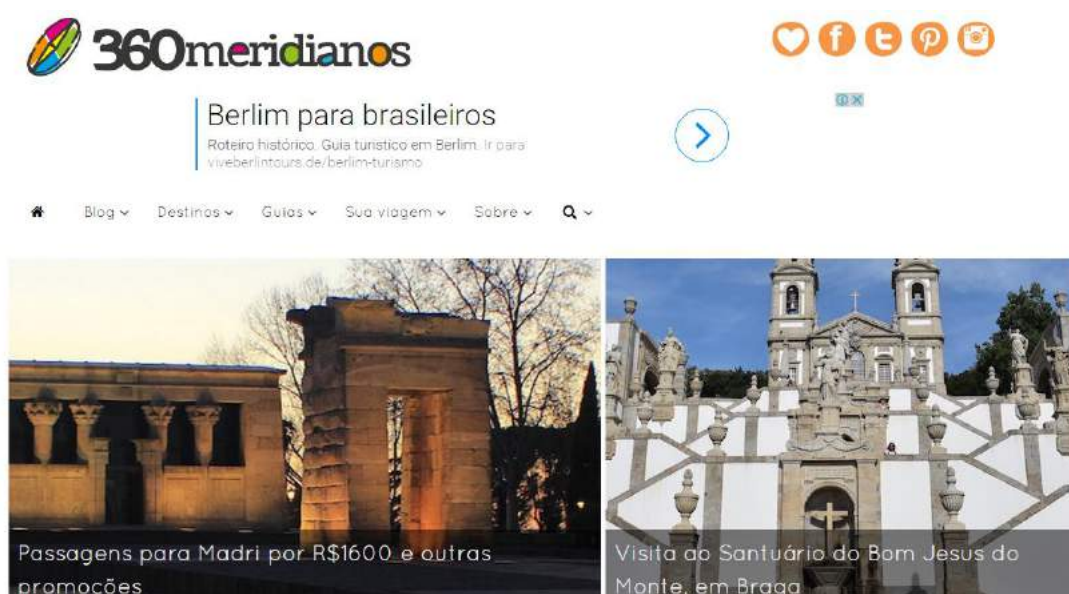 360meridianos
Berlim para brasileiros
Roteiro histórico. Guia turistico em Berlim. Ir para
viveberlintours.de/berlim-turismo
Blog Destinos Guias Sua viagem Sobre
Passagens para Madri por R$1600 e outras
promoções
Visita ao Santuário do Bom Jesus do
Monte, em Braga